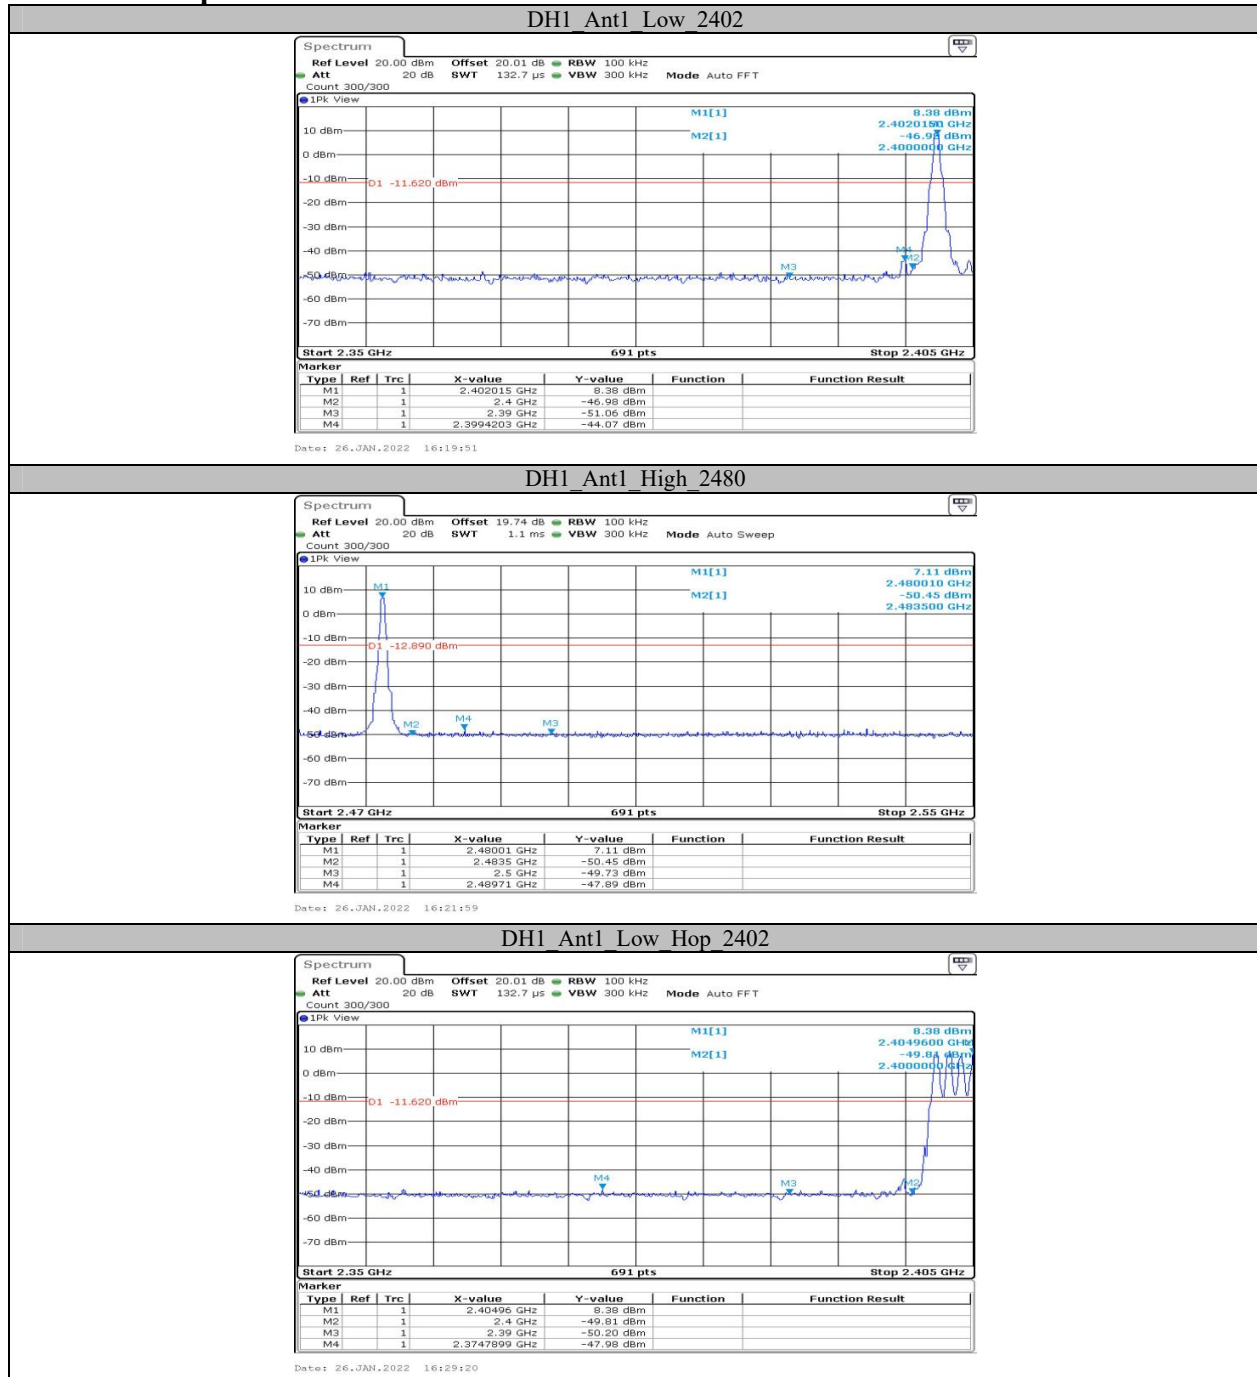 DH1_Ant1_Low_2402
Spectrum
Ref Level 20.00 dBm Offset 20.01 dB RBW 100 kHz
Att 20 dB SWT 132.7 µs VBW 300 kHz Mode Auto FFT
Count 300/300
1Pk View
M1[1] 8.38 dBm
2.4020150 GHz
10 dBm
M2[1] -46.98 dBm
2.4000000 GHz
0 dBm
-10 dBm
D1 -11.620 dBm
-20 dBm
-30 dBm
-40 dBm
M4
M2
M3
-50 dBm
-60 dBm
-70 dBm
Start 2.35 GHz 691 pts Stop 2.405 GHz
Marker
Type Ref Trc X-value Y-value Function Function Result
M1 1 2.402015 GHz 8.38 dBm
M2 1 2.4 GHz -46.98 dBm
M3 1 2.39 GHz -51.06 dBm
M4 1 2.3994203 GHz -44.07 dBm
Date: 26.JAN.2022 16:19:51
DH1_Ant1_High_2480
Spectrum
Ref Level 20.00 dBm Offset 19.74 dB RBW 100 kHz
Att 20 dB SWT 1.1 ms VBW 300 kHz Mode Auto Sweep
Count 300/300
1Pk View
M1[1] 7.11 dBm
2.480010 GHz
10 dBm M1
M2[1] -50.45 dBm
2.483500 GHz
0 dBm
-10 dBm
D1 -12.890 dBm
-20 dBm
-30 dBm
-40 dBm
M2 M4 M3
-50 dBm
-60 dBm
-70 dBm
Start 2.47 GHz 691 pts Stop 2.55 GHz
Marker
Type Ref Trc X-value Y-value Function Function Result
M1 1 2.48001 GHz 7.11 dBm
M2 1 2.4835 GHz -50.45 dBm
M3 1 2.5 GHz -49.73 dBm
M4 1 2.48971 GHz -47.89 dBm
Date: 26.JAN.2022 16:21:59
DH1_Ant1_Low_Hop_2402
Spectrum
Ref Level 20.00 dBm Offset 20.01 dB RBW 100 kHz
Att 20 dB SWT 132.7 µs VBW 300 kHz Mode Auto FFT
Count 300/300
1Pk View
M1[1] 8.38 dBm
2.4049600 GHz
10 dBm
M2[1] -49.81 dBm
2.4000000 GHz
0 dBm
-10 dBm
D1 -11.620 dBm
-20 dBm
-30 dBm
-40 dBm
M4 M3 M2
-50 dBm
-60 dBm
-70 dBm
Start 2.35 GHz 691 pts Stop 2.405 GHz
Marker
Type Ref Trc X-value Y-value Function Function Result
M1 1 2.40496 GHz 8.38 dBm
M2 1 2.4 GHz -49.81 dBm
M3 1 2.39 GHz -50.20 dBm
M4 1 2.3747899 GHz -47.98 dBm
Date: 26.JAN.2022 16:29:20